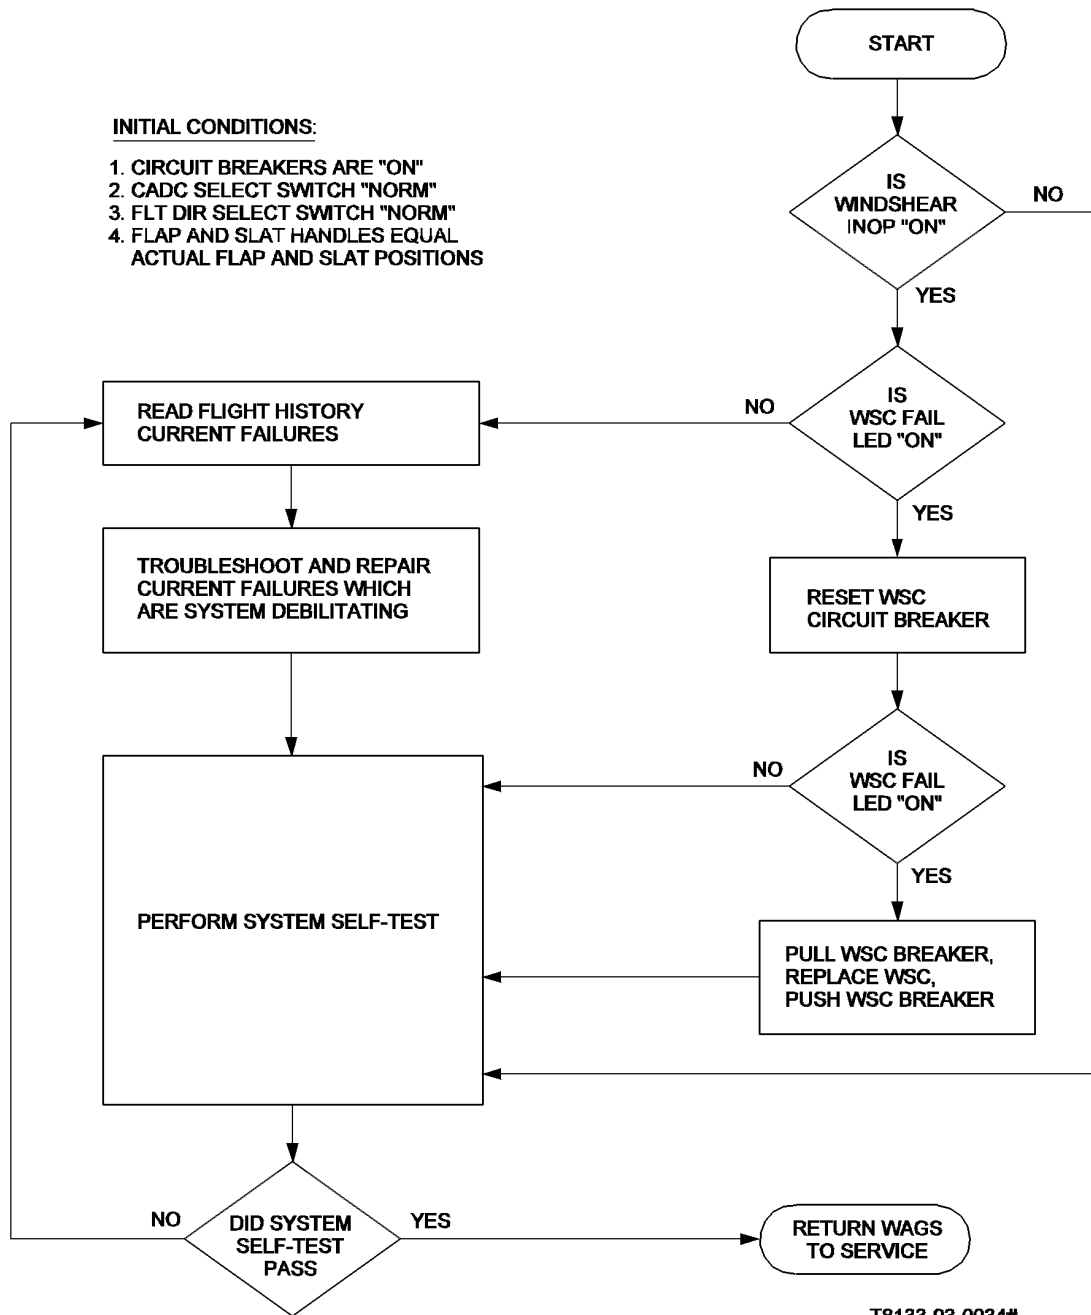 START
INITIAL CONDITIONS:
1. CIRCUIT BREAKERS ARE "ON"
2. CADC SELECT SWITCH "NORM"
3. FLT DIR SELECT SWITCH "NORM"
4. FLAP AND SLAT HANDLES EQUAL
ACTUAL FLAP AND SLAT POSITIONS
IS
WINDSHEAR
INOP "ON"
NO
YES
READ FLIGHT HISTORY
CURRENT FAILURES
NO
IS
WSC FAIL
LED "ON"
YES
TROUBLESHOOT AND REPAIR
CURRENT FAILURES WHICH
ARE SYSTEM DEBILITATING
RESET WSC
CIRCUIT BREAKER
NO
IS
WSC FAIL
LED "ON"
YES
PERFORM SYSTEM SELF-TEST
PULL WSC BREAKER,
REPLACE WSC,
PUSH WSC BREAKER
NO
DID SYSTEM
SELF-TEST
PASS
YES
RETURN WAGS
TO SERVICE